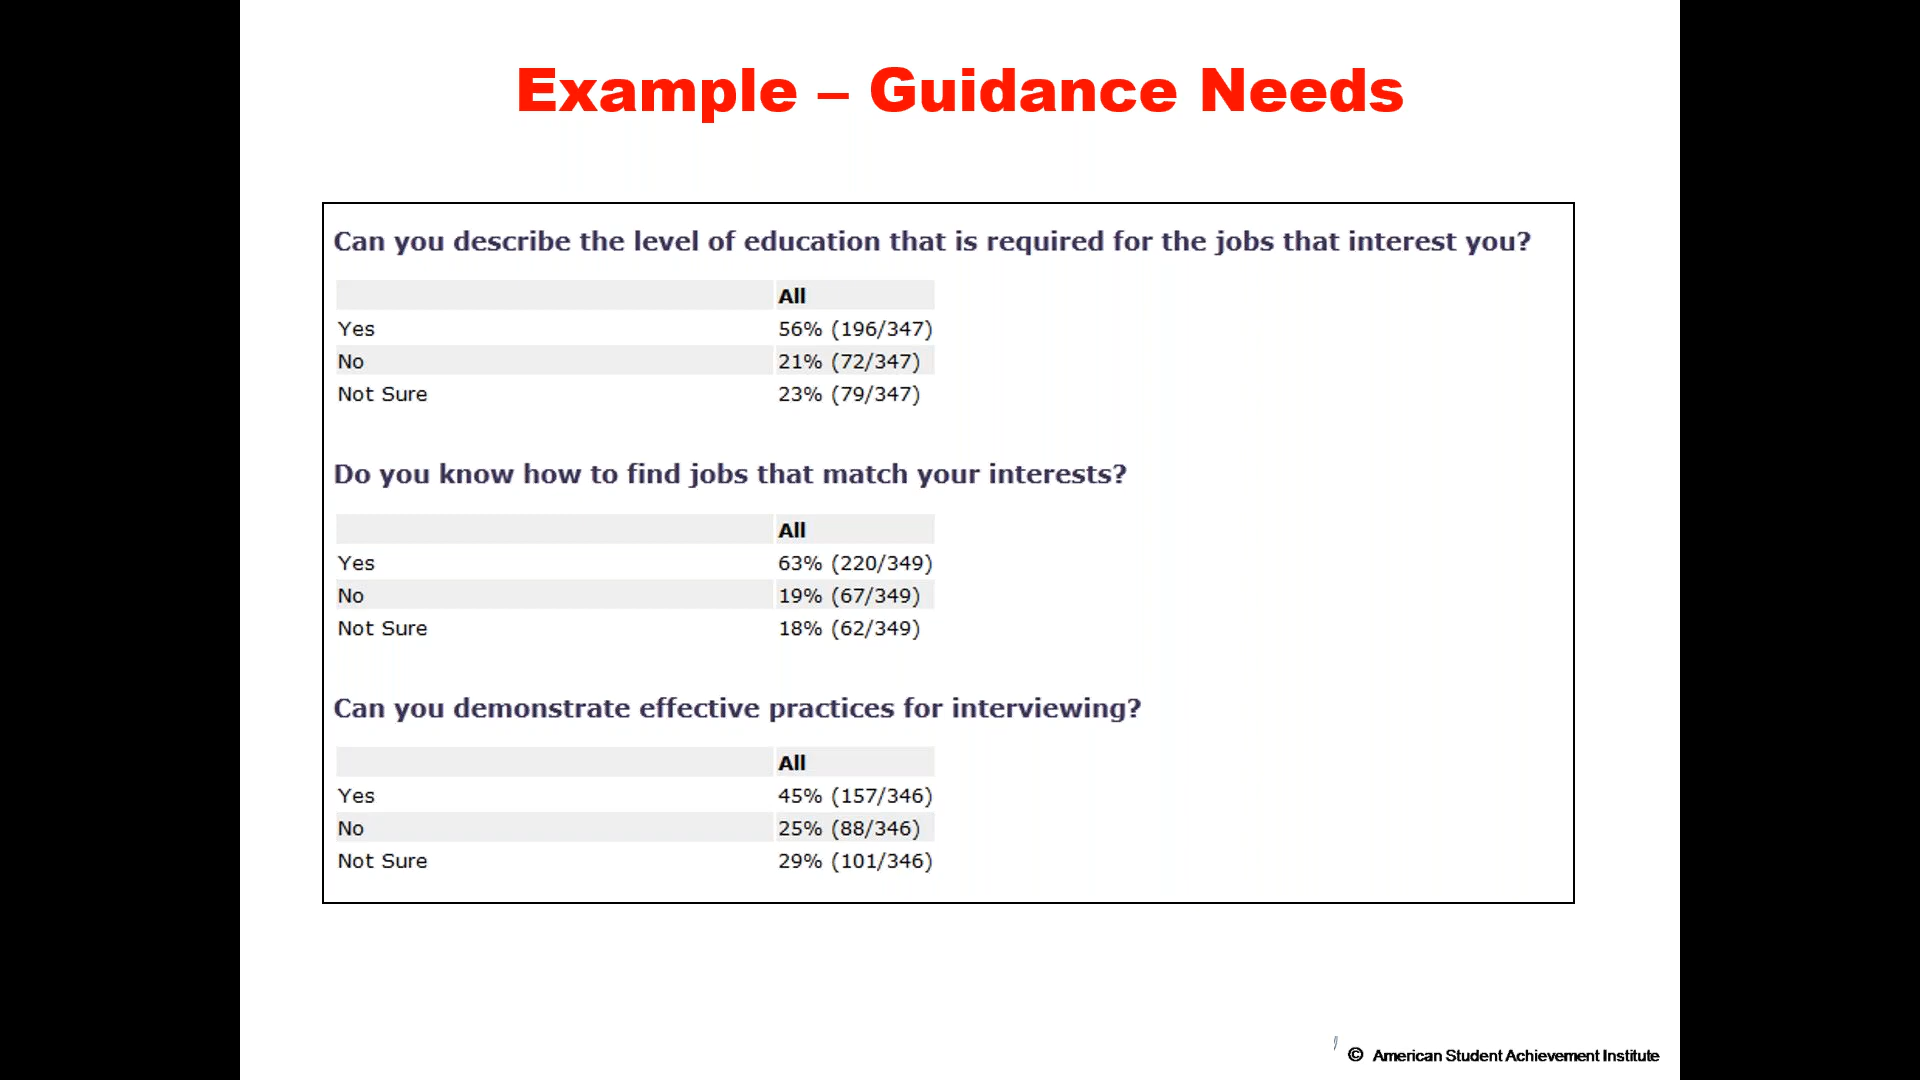 Example – Guidance Needs
Can you describe the level of education that is required for the jobs that interest you?
All
Yes 56% (196/347)
No 21% (72/347)
Not Sure 23% (79/347)
Do you know how to find jobs that match your interests?
All
Yes 63% (220/349)
No 19% (67/349)
Not Sure 18% (62/349)
Can you demonstrate effective practices for interviewing?
All
Yes 45% (157/346)
No 25% (88/346)
Not Sure 29% (101/346)
© American Student Achievement Institute